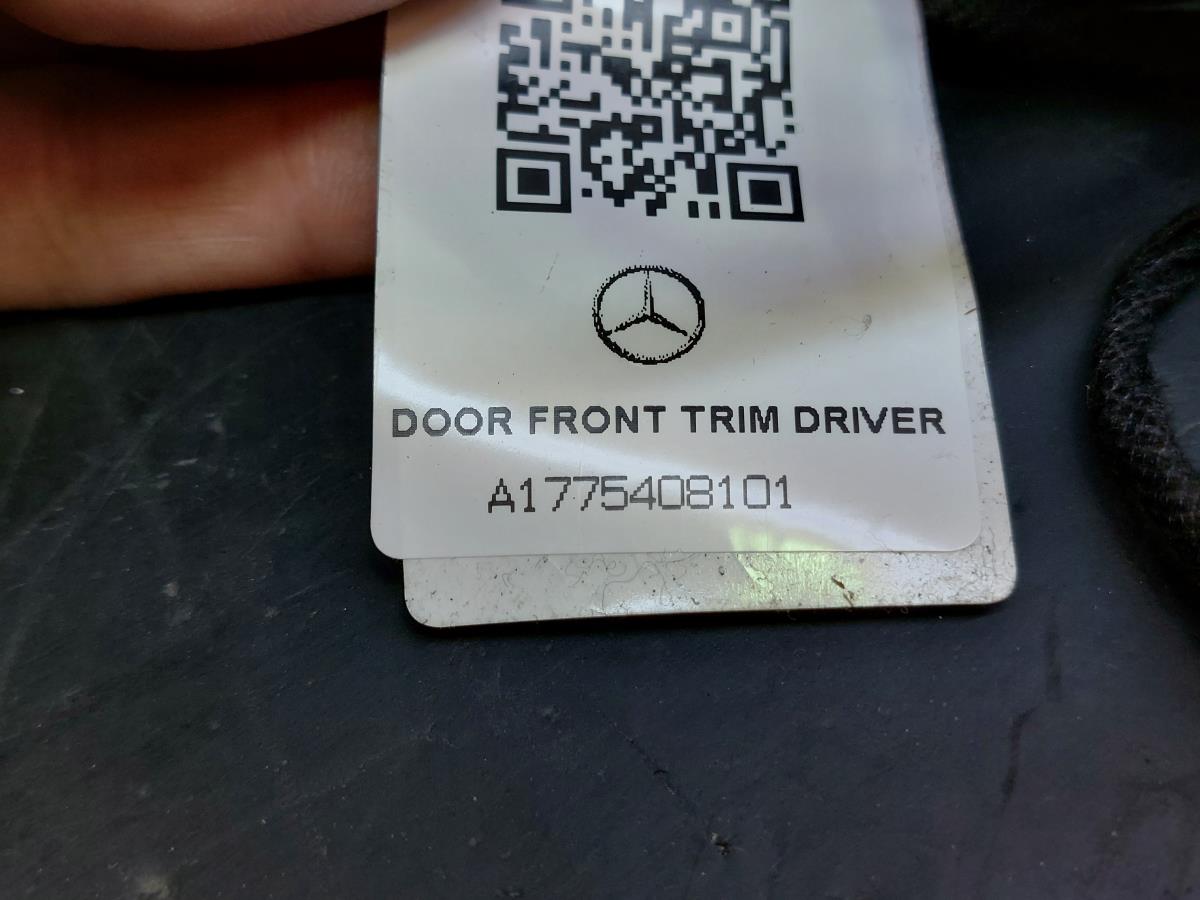 DOOR FRONT TRIM DRIVER
A1775408101